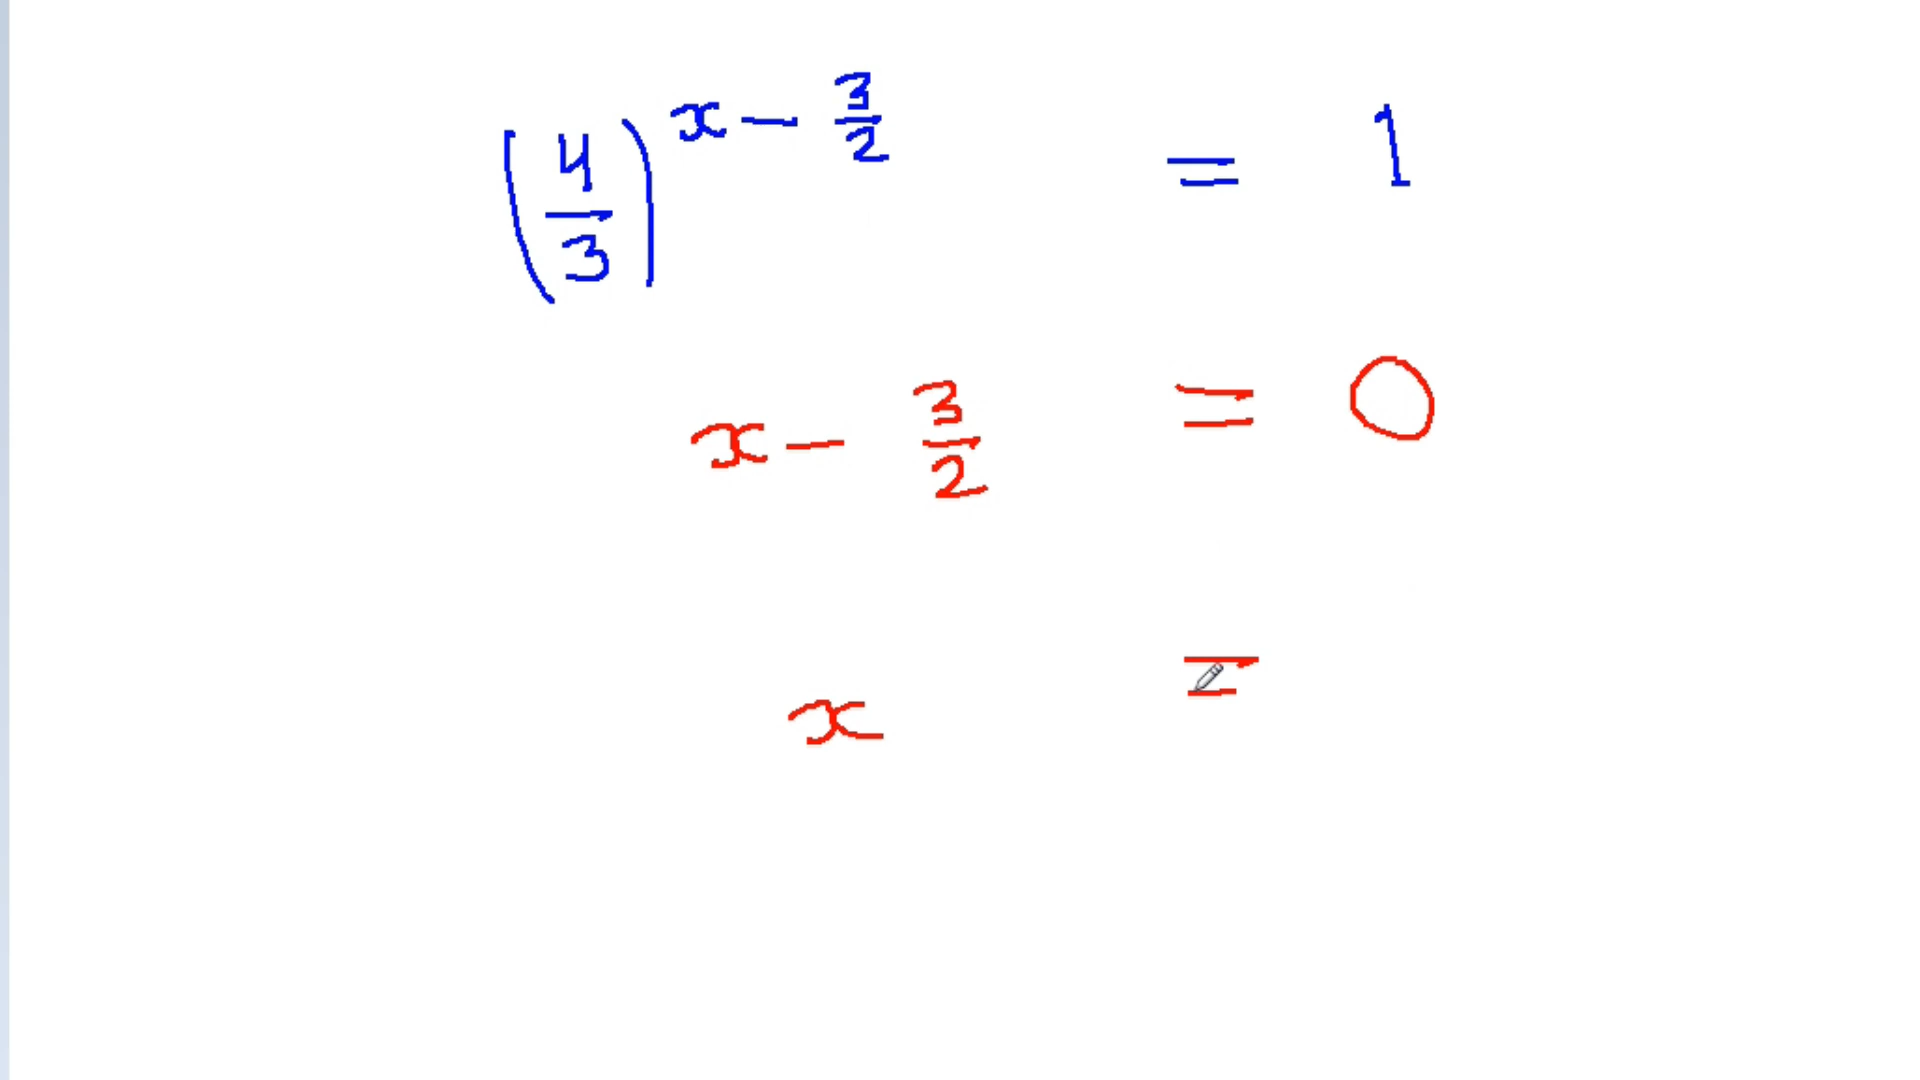 (4/3)^(x - 3/2) = 1
x - 3/2 = 0
x =